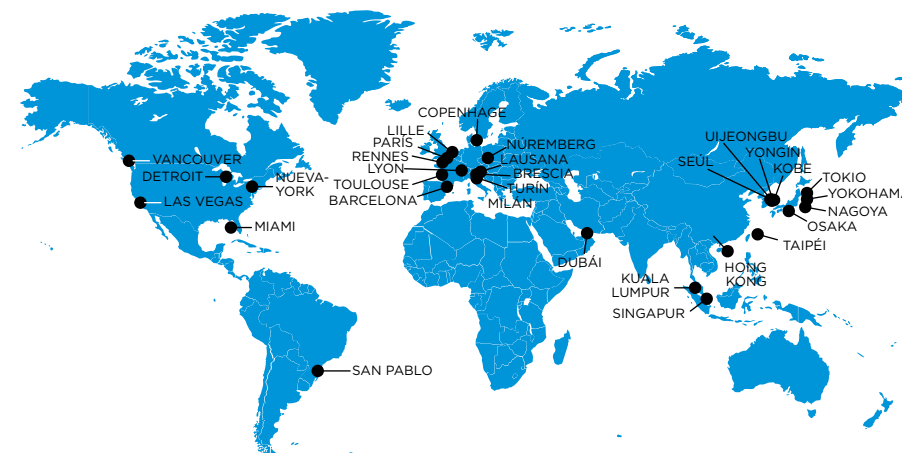 COPENHAGE
LILLE
PARÍS
RENNES
LYON
TOULOUSE
BARCELONA
NÚREMBERG
LAUSANA
BRESCIA
TURÍN
MILÁN
VANCOUVER
DETROIT
NUEVA-
YORK
LAS VEGAS
MIAMI
SAN PABLO
DUBÁI
UIJEONGBU
YONGIN
SEÚL
KOBE
TOKIO
YOKOHAMA
NAGOYA
OSAKA
TAIPÉI
HONG
KONG
KUALA
LUMPUR
SINGAPUR